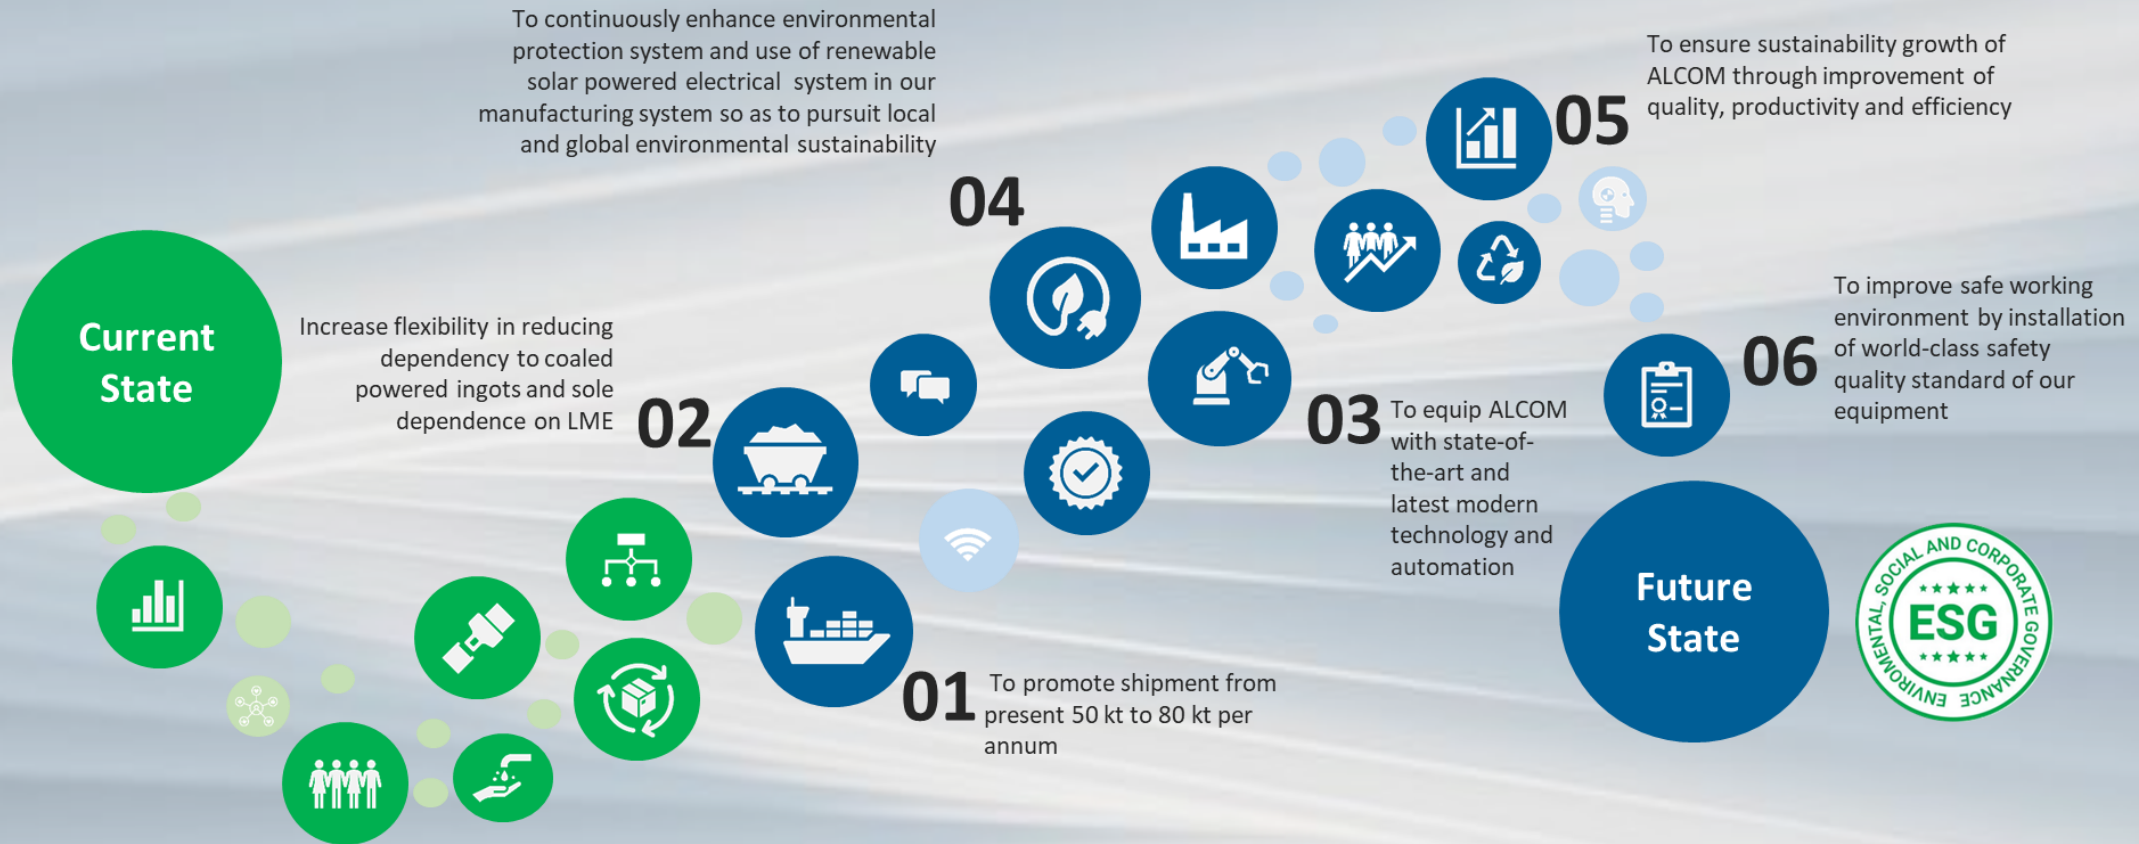 To continuously enhance environmental
protection system and use of renewable
solar powered electrical system in our
manufacturing system so as to pursuit local
and global environmental sustainability
04
05
To ensure sustainability growth of
ALCOM through improvement of
quality, productivity and efficiency
Current
State
Increase flexibility in reducing
dependency to coaled
powered ingots and sole
dependence on LME
02
03
To equip ALCOM
with state-of-
the-art and
latest modern
technology and
automation
06
To improve safe working
environment by installation
of world-class safety
quality standard of our
equipment
01
To promote shipment from
present 50 kt to 80 kt per
annum
Future
State
ENVIROMENTAL, SOCIAL AND CORPORATE GOVERNANCE
ESG